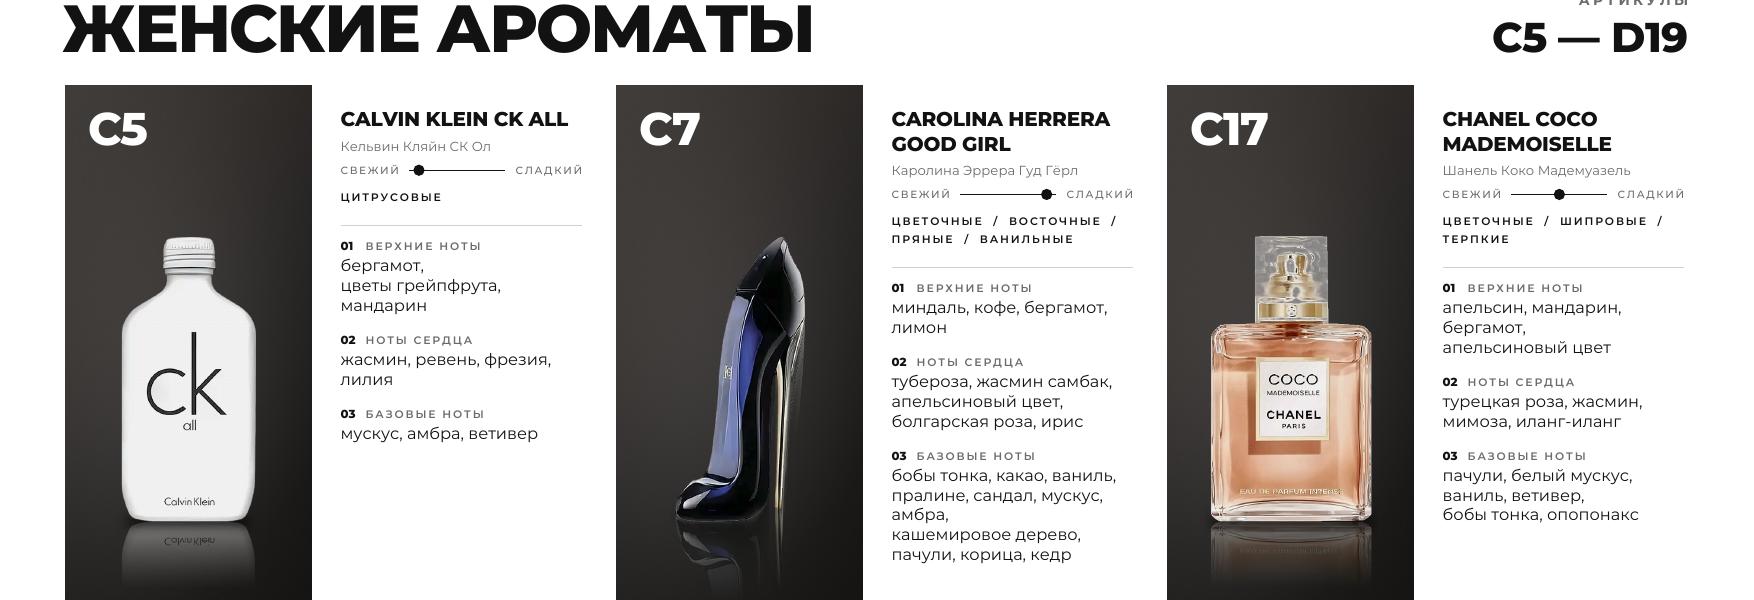 ЖЕНСКИЕ АРОМАТЫ
АРТИКУЛЫ
C5 — D19
C5
ck
all
Calvin Klein
CALVIN KLEIN CK ALL
Кельвин Кляйн СК Ол
СВЕЖИЙ СЛАДКИЙ
ЦИТРУСОВЫЕ
01 ВЕРХНИЕ НОТЫ
бергамот,
цветы грейпфрута,
мандарин
02 НОТЫ СЕРДЦА
жасмин, ревень, фрезия,
лилия
03 БАЗОВЫЕ НОТЫ
мускус, амбра, ветивер
C7
CAROLINA HERRERA
GOOD GIRL
Каролина Эррера Гуд Гёрл
СВЕЖИЙ СЛАДКИЙ
ЦВЕТОЧНЫЕ / ВОСТОЧНЫЕ /
ПРЯНЫЕ / ВАНИЛЬНЫЕ
01 ВЕРХНИЕ НОТЫ
миндаль, кофе, бергамот,
лимон
02 НОТЫ СЕРДЦА
тубероза, жасмин самбак,
апельсиновый цвет,
болгарская роза, ирис
03 БАЗОВЫЕ НОТЫ
бобы тонка, какао, ваниль,
пралине, сандал, мускус,
амбра,
кашемировое дерево,
пачули, корица, кедр
C17
COCO
MADEMOISELLE
CHANEL
PARIS
EAU DE PARFUM INTENSE
CHANEL COCO
MADEMOISELLE
Шанель Коко Мадемуазель
СВЕЖИЙ СЛАДКИЙ
ЦВЕТОЧНЫЕ / ШИПРОВЫЕ /
ТЕРПКИЕ
01 ВЕРХНИЕ НОТЫ
апельсин, мандарин,
бергамот,
апельсиновый цвет
02 НОТЫ СЕРДЦА
турецкая роза, жасмин,
мимоза, иланг-иланг
03 БАЗОВЫЕ НОТЫ
пачули, белый мускус,
ваниль, ветивер,
бобы тонка, опопонакс